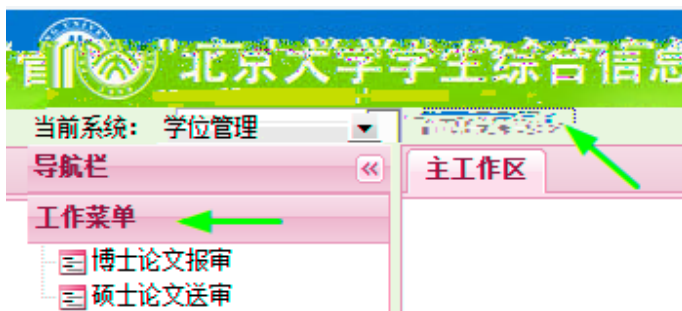 北京大学学生综合信息
当前系统： 学位管理
导航栏
主工作区
工作菜单
博士论文报审
硕士论文送审